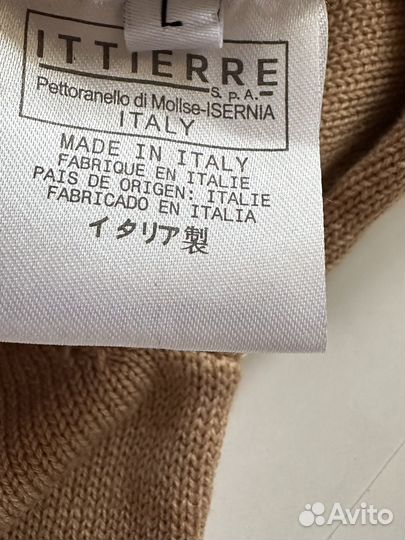 L
ITTIERRE
S.p.A.
Pettoranello di Mollse-ISERNIA
ITALY
MADE IN ITALY
FABRIQUE EN ITALIE
PAIS DE ORIGEN: ITALIE
FABRICADO EN ITALIA
イタリア製
Avito